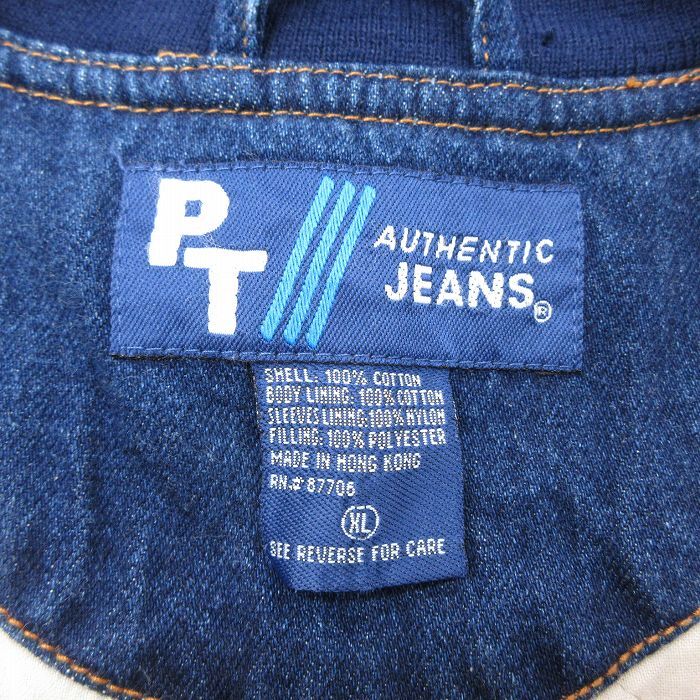 PT
AUTHENTIC
JEANS®
SHELL: 100% COTTON
BODY LINING: 100% COTTON
SLEEVES LINING:100% NYLON
FILLING: 100% POLYESTER
MADE IN HONG KONG
RN.# 87706
XL
SEE REVERSE FOR CARE